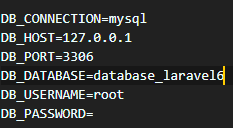 DB_CONNECTION=mysql
DB_HOST=127.0.0.1
DB_PORT=3306
DB_DATABASE=database_laravel6
DB_USERNAME=root
DB_PASSWORD=